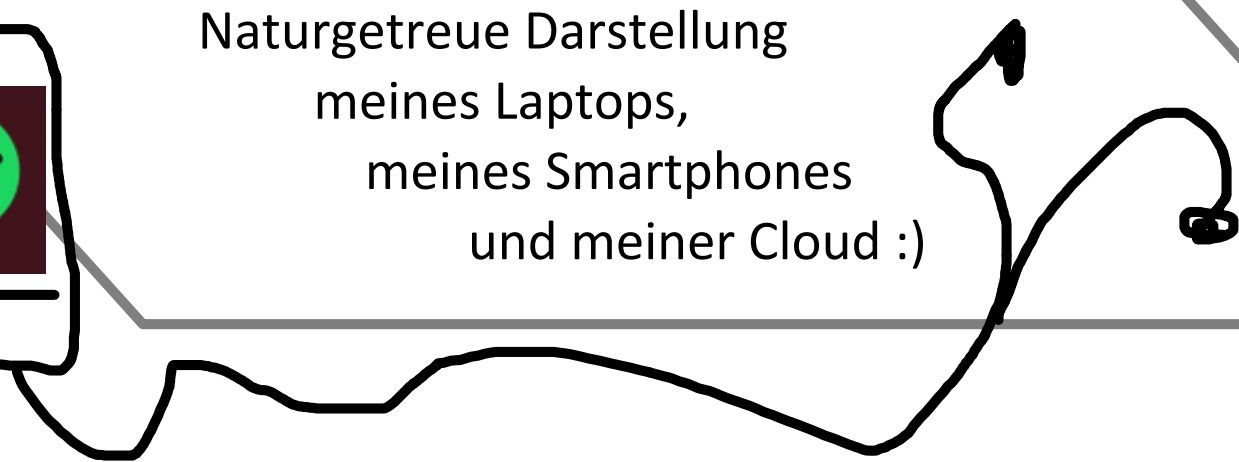 Naturgetreue Darstellung
meines Laptops,
meines Smartphones
und meiner Cloud :)